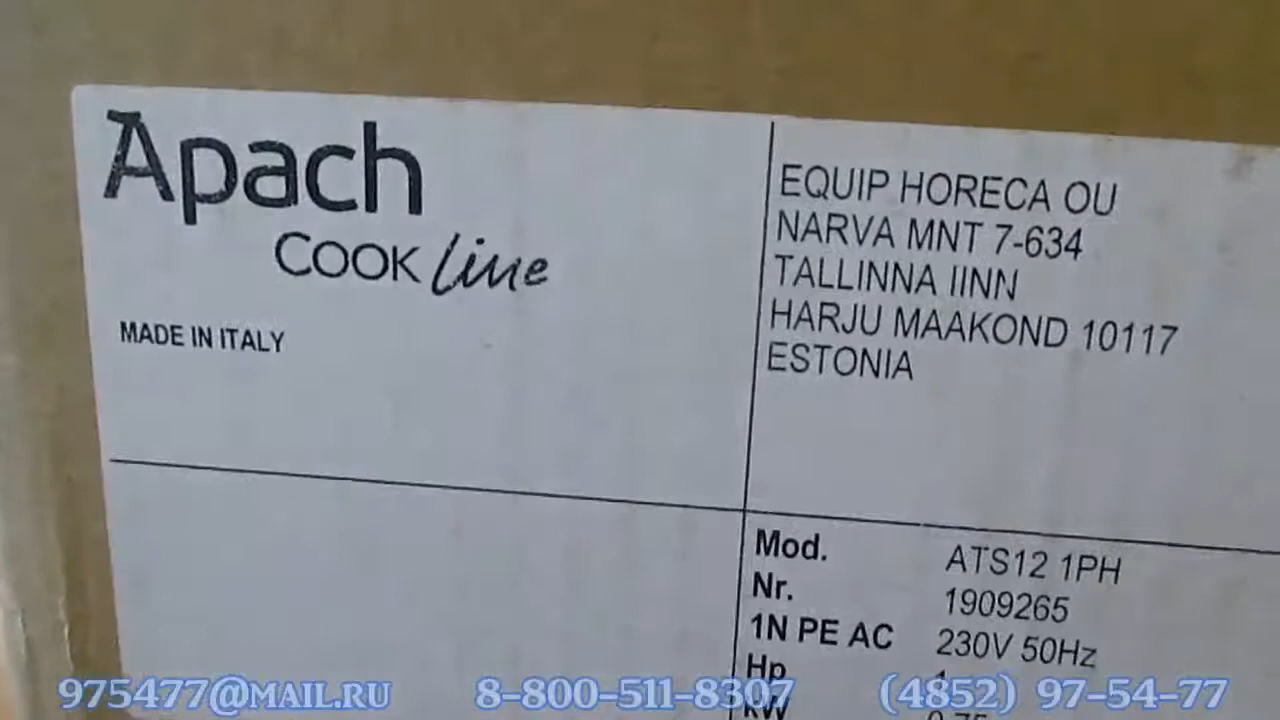 Apach
COOK Line
MADE IN ITALY
EQUIP HORECA OU
NARVA MNT 7-634
TALLINNA IINN
HARJU MAAKOND 10117
ESTONIA
Mod. ATS12 1PH
Nr. 1909265
1N PE AC 230V 50Hz
Hp
kW
975477@MAIL.RU 8-800-511-8307 (4852) 97-54-77